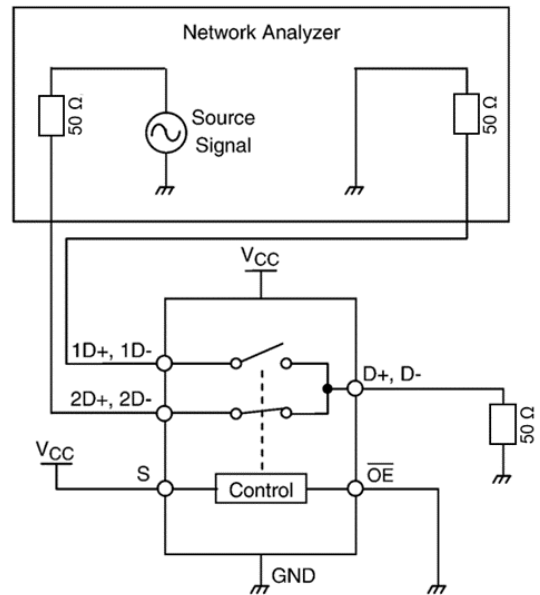 Network Analyzer
50 Ω
Source
Signal
50 Ω
VCC
1D+, 1D-
D+, D-
2D+, 2D-
50 Ω
VCC
S
Control
OE
GND